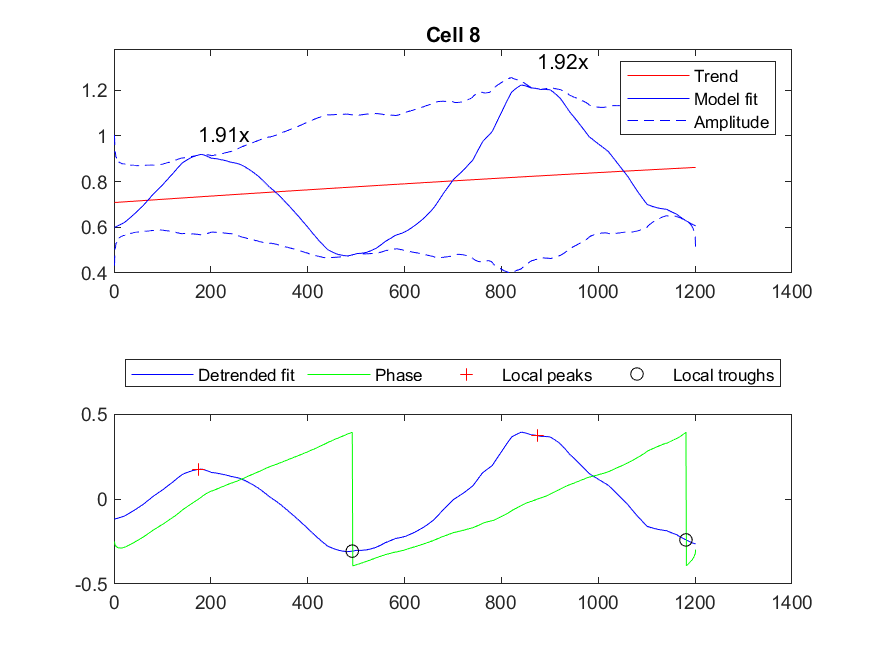 Cell 8
1.92x
1.91x
Trend
Model fit
Amplitude
1.2
1
0.8
0.6
0.4
0 200 400 600 800 1000 1200 1400
Detrended fit Phase Local peaks Local troughs
0.5
0
-0.5
0 200 400 600 800 1000 1200 1400